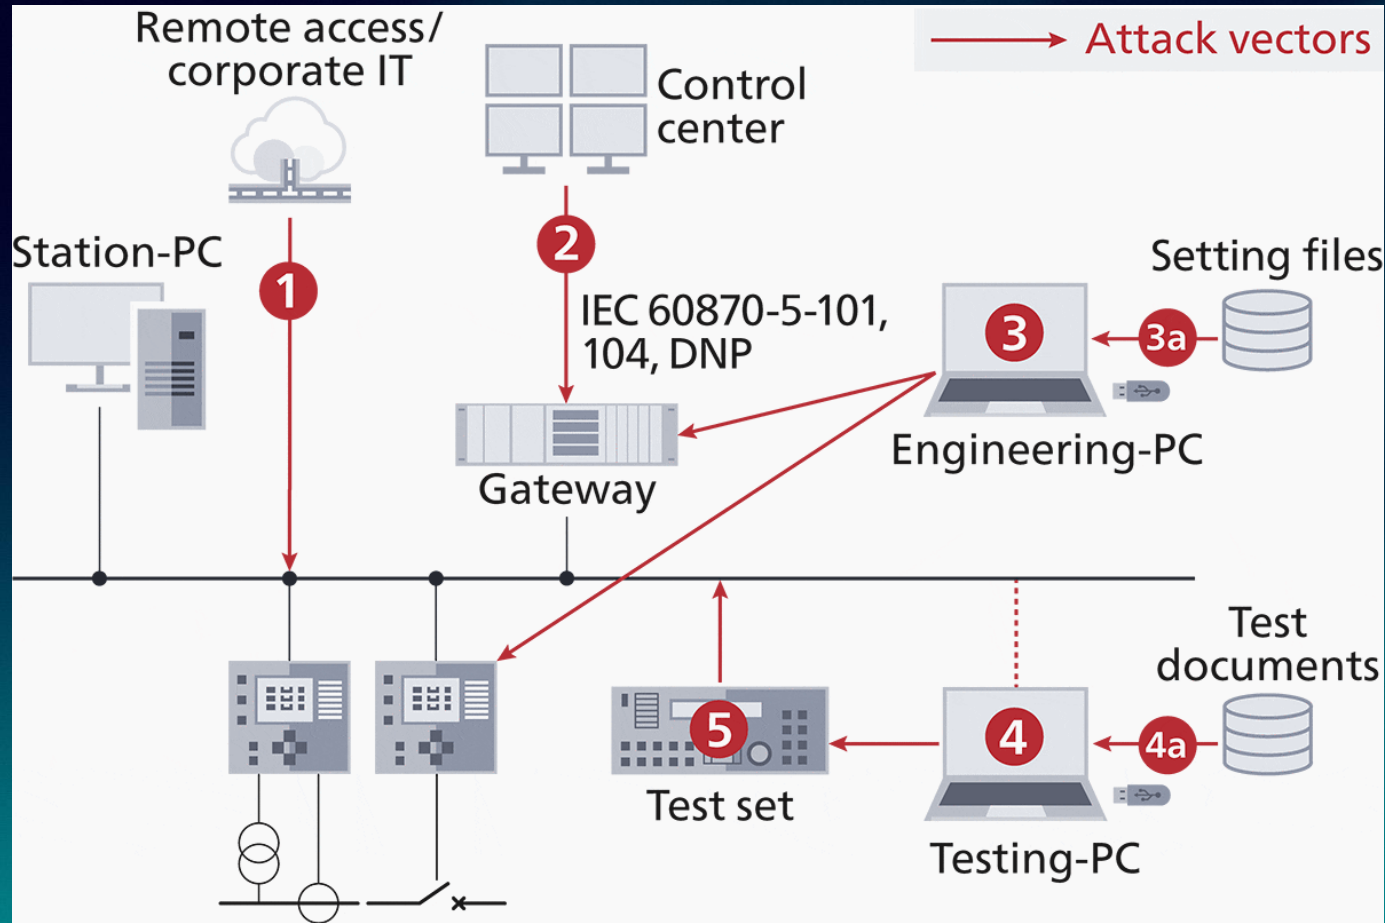 Remote access/
corporate IT
Control
center
Attack vectors
Station-PC
1
2
IEC 60870-5-101,
104, DNP
Setting files
3
3a
Engineering-PC
Gateway
Test
documents
5
4
4a
Test set
Testing-PC